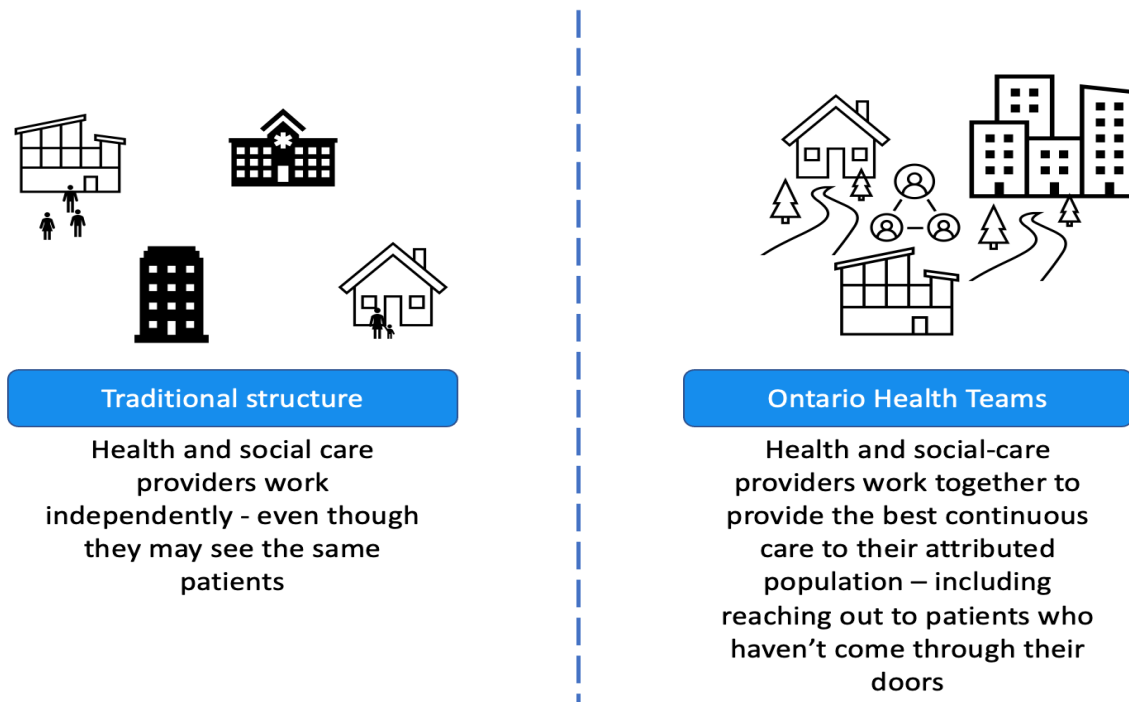 Traditional structure
Health and social care
providers work
independently - even though
they may see the same
patients
Ontario Health Teams
Health and social-care
providers work together to
provide the best continuous
care to their attributed
population – including
reaching out to patients who
haven’t come through their
doors